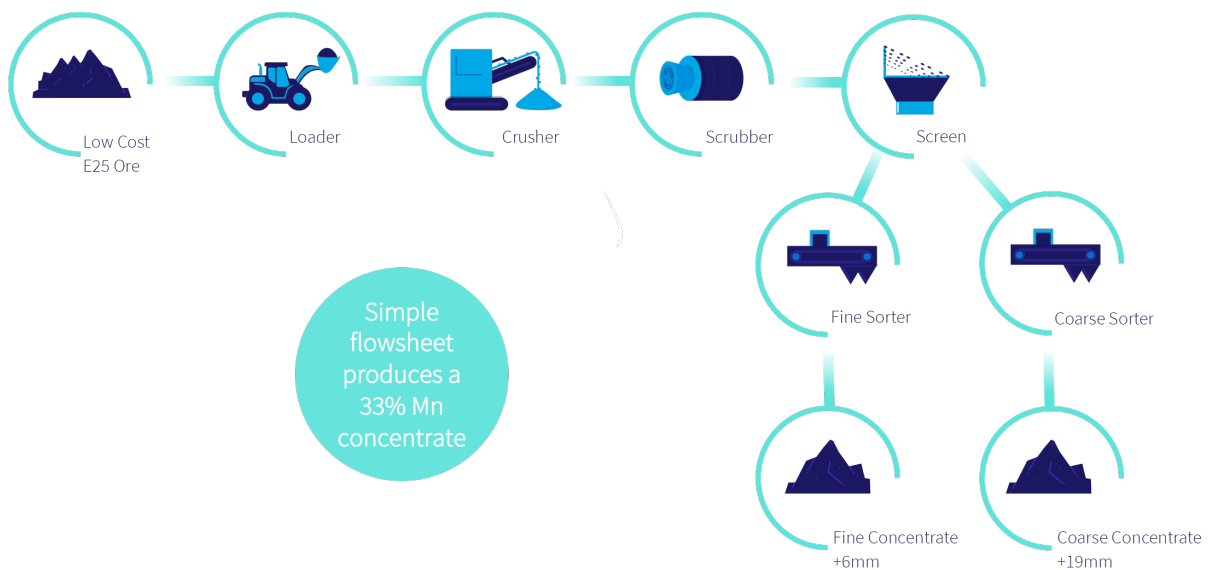 Low Cost
E25 Ore
Loader
Crusher
Scrubber
Screen
Fine Sorter
Coarse Sorter
Simple
flowsheet
produces a
33% Mn
concentrate
Fine Concentrate
+6mm
Coarse Concentrate
+19mm